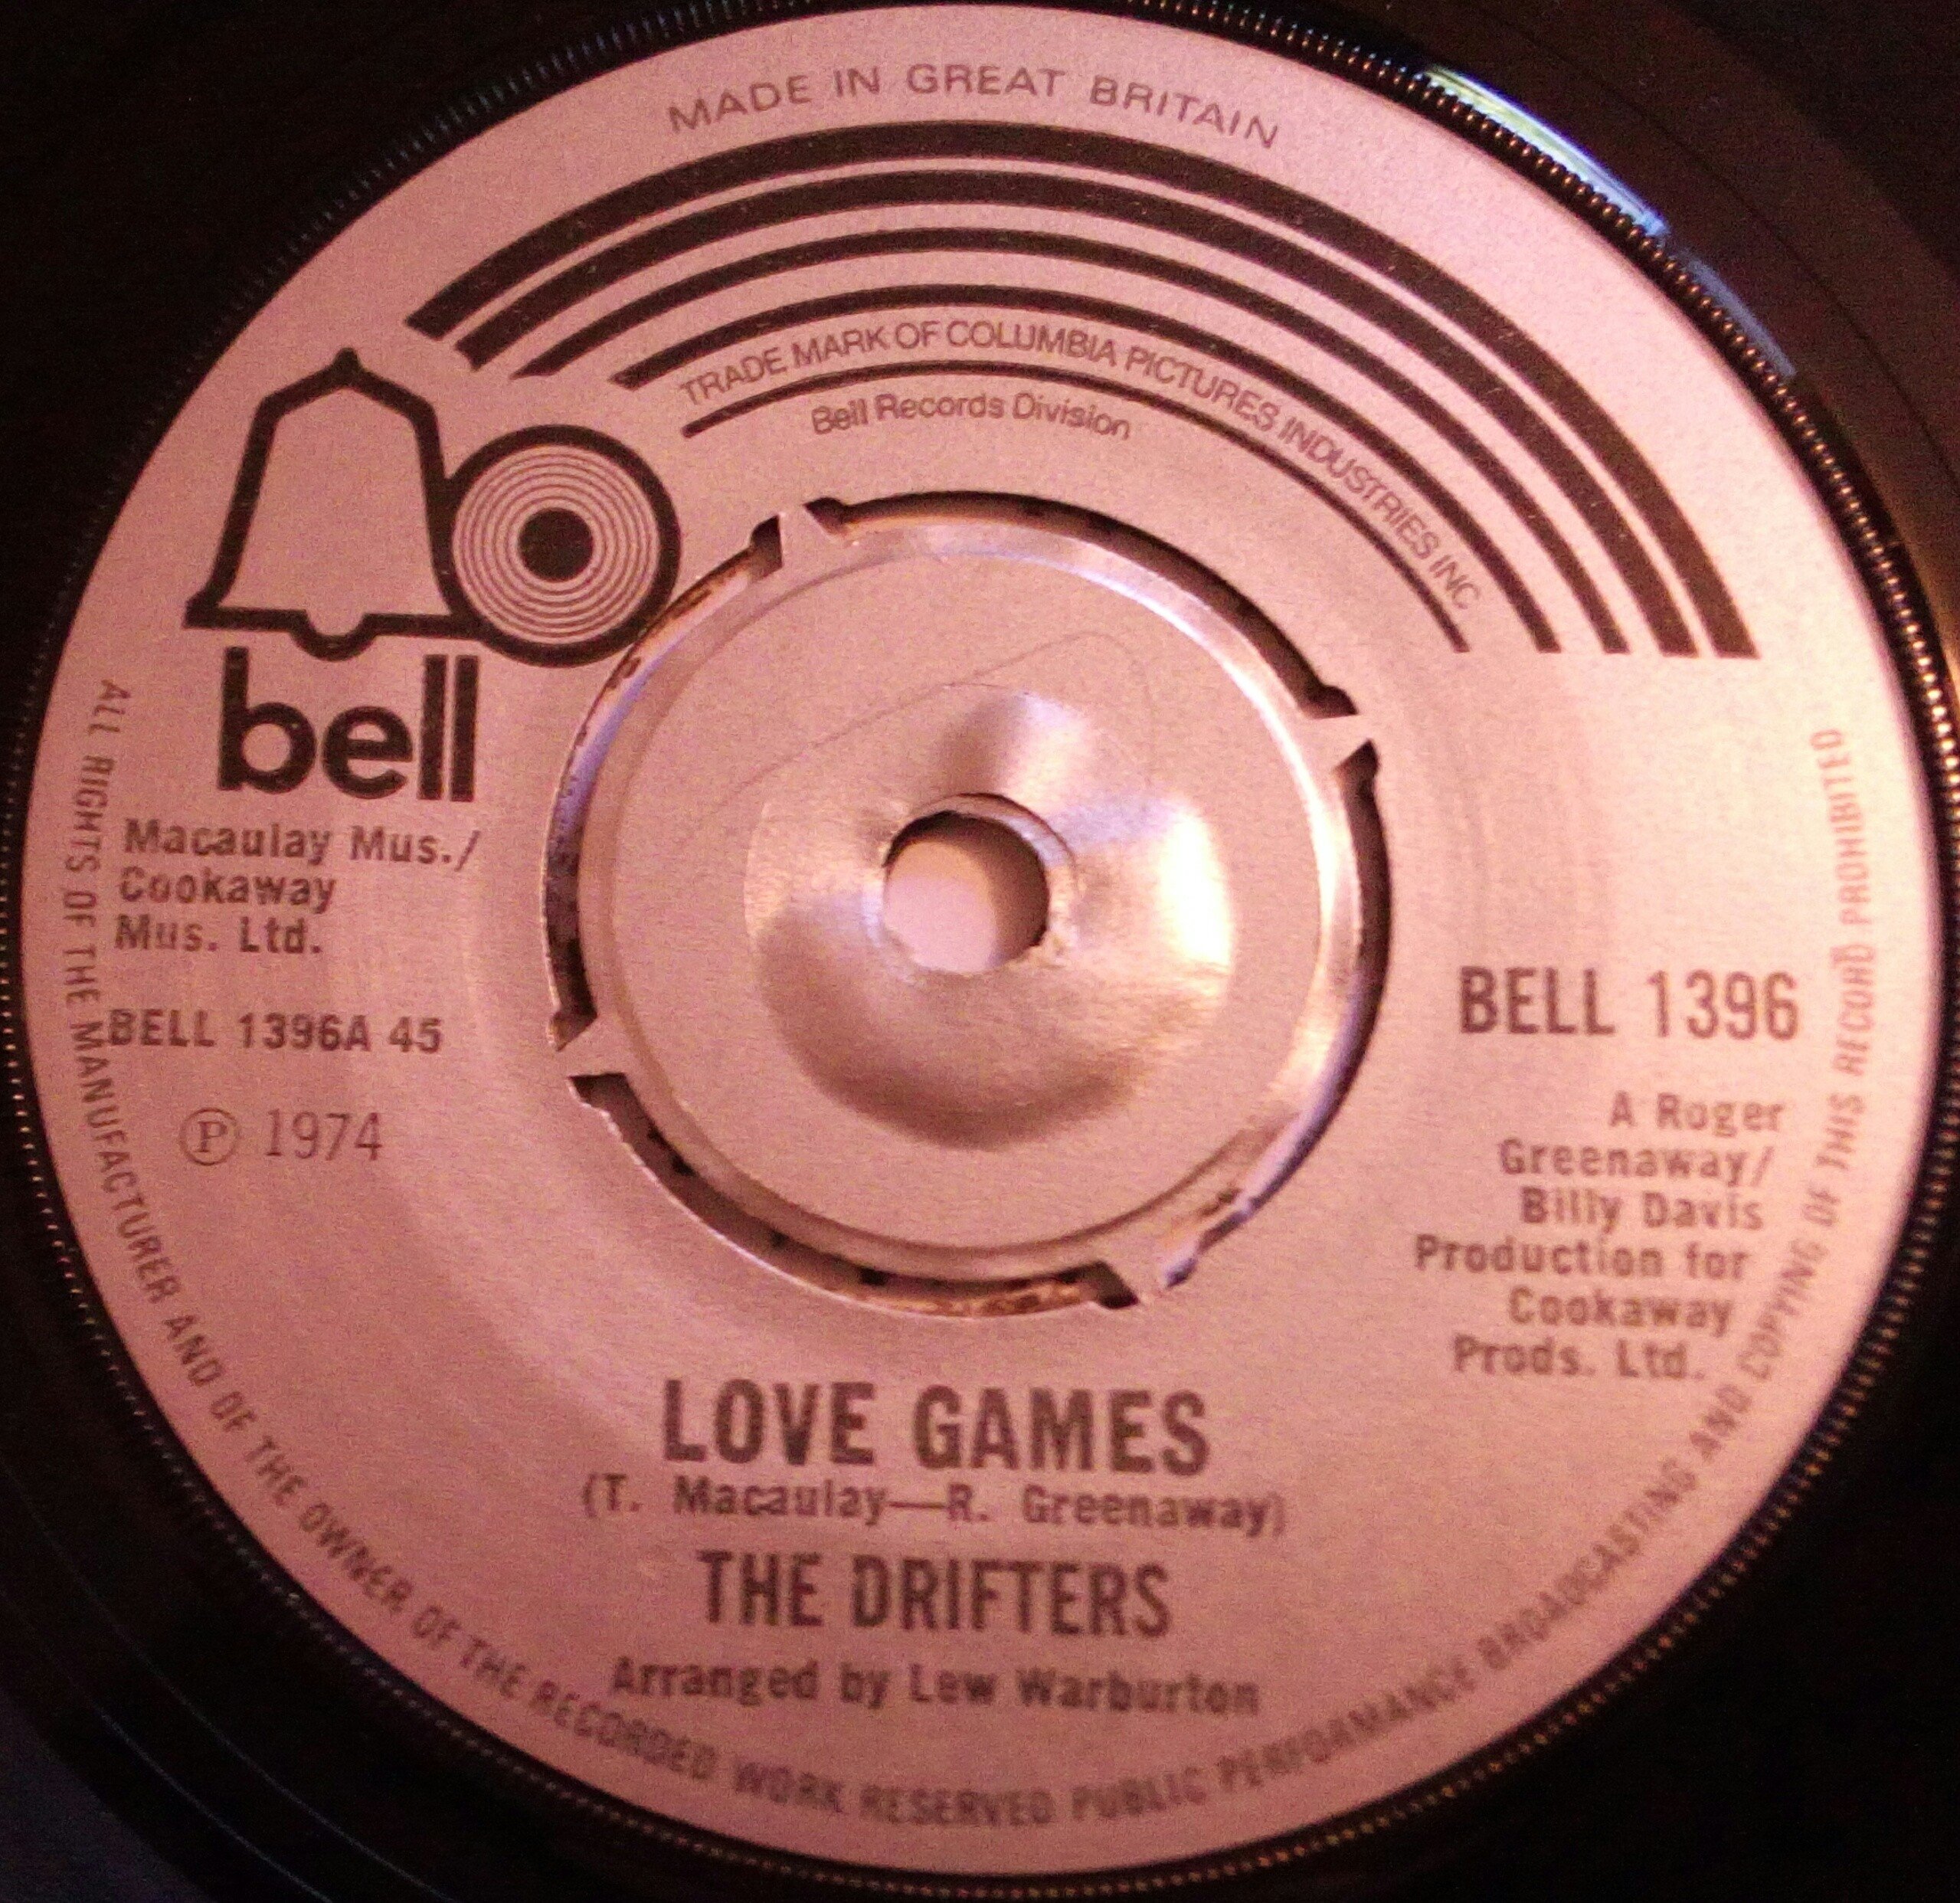 MADE IN GREAT BRITAIN
TRADE MARK OF COLUMBIA PICTURES INDUSTRIES INC
Bell Records Division
bell
Macaulay Mus./
Cookaway
Mus. Ltd.
BELL 1396A 45
Ⓟ 1974
BELL 1396
A Roger
Greenaway/
Billy Davis
Production for
Cookaway
Prods. Ltd.
LOVE GAMES
(T. Macaulay—R. Greenaway)
THE DRIFTERS
Arranged by Lew Warburton
ALL RIGHTS OF THE MANUFACTURER AND OF THE OWNER OF THE RECORDED WORK RESERVED PUBLIC PERFORMANCE BROADCASTING AND COPYING OF THIS RECORD PROHIBITED